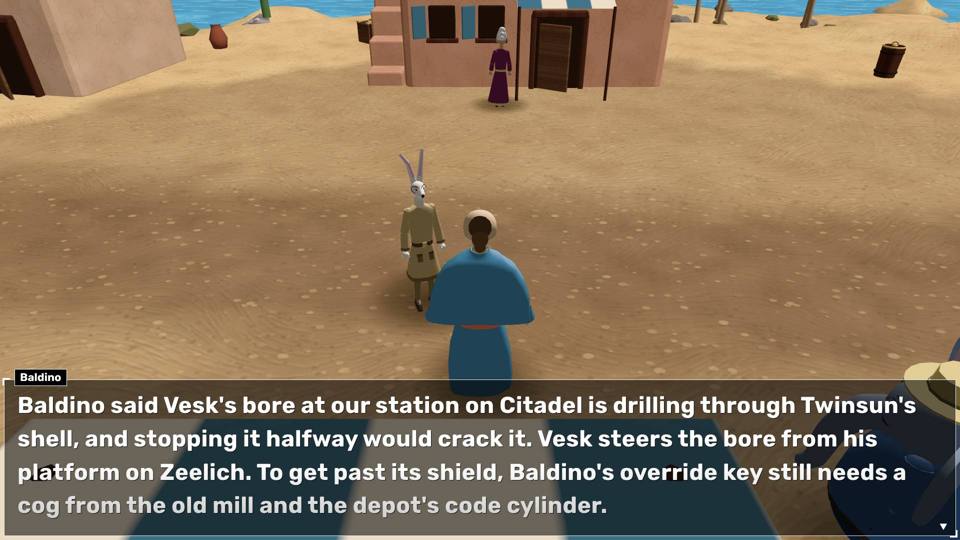 Baldino
Baldino said Vesk's bore at our station on Citadel is drilling through Twinsun's
shell, and stopping it halfway would crack it. Vesk steers the bore from his
platform on Zeelich. To get past its shield, Baldino's override key still needs a
cog from the old mill and the depot's code cylinder.